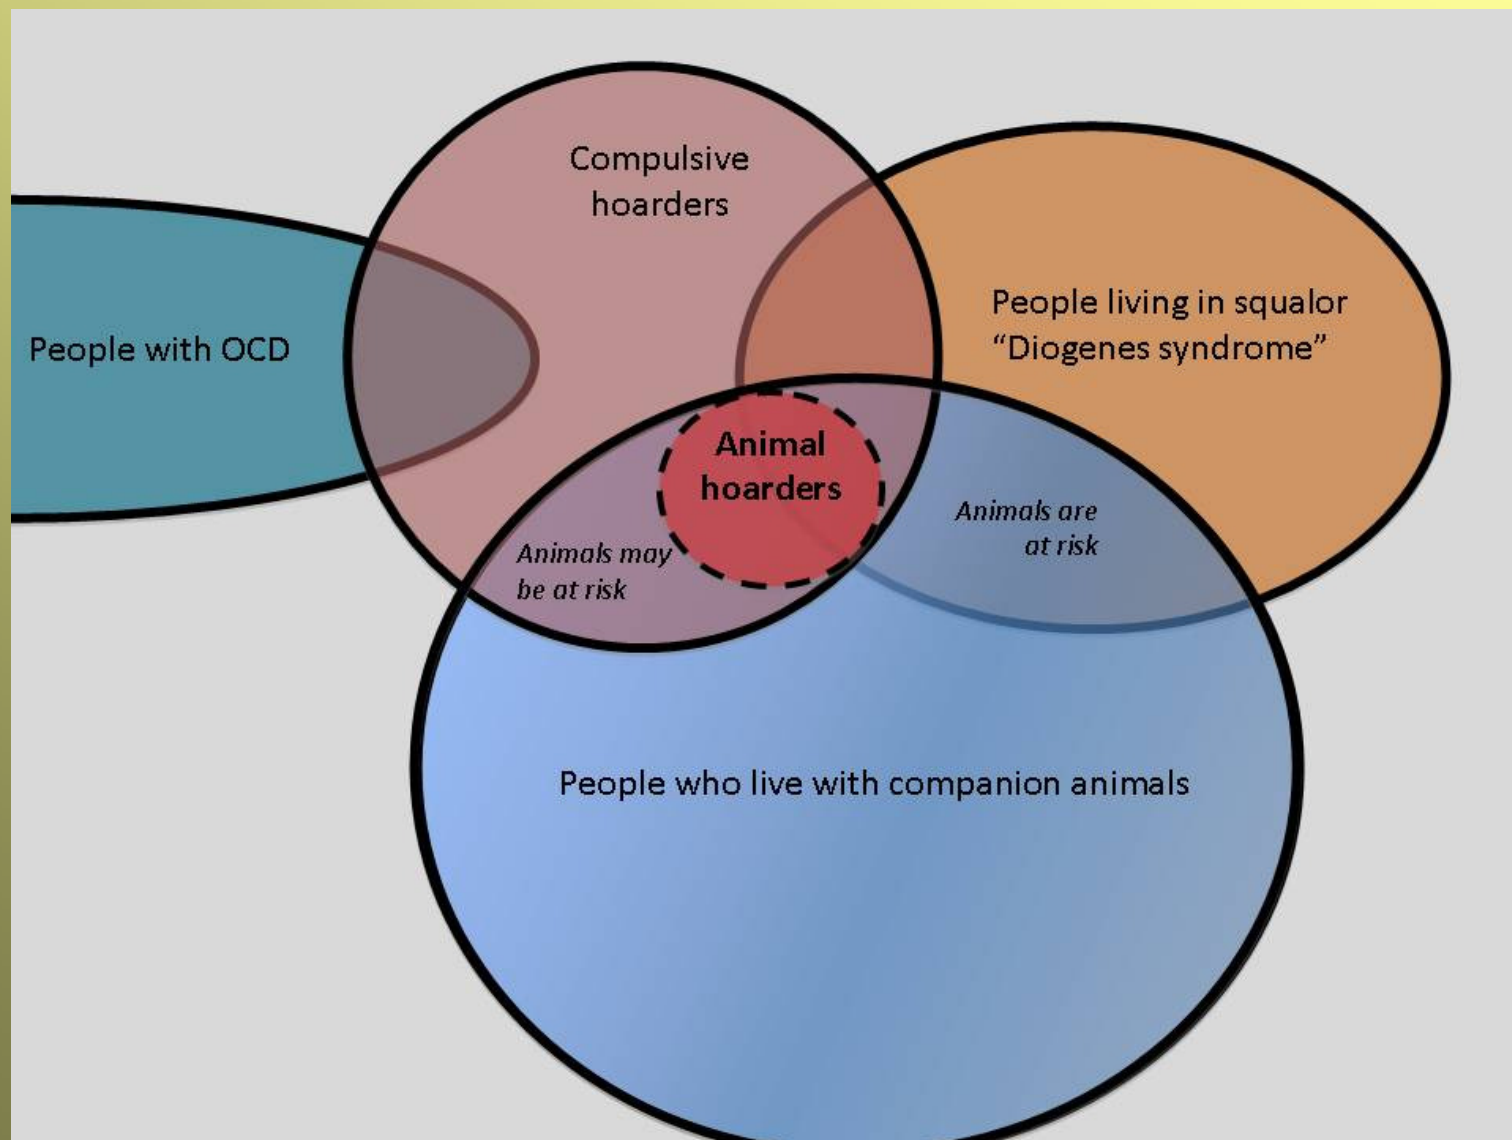 Compulsive
hoarders
People with OCD
People living in squalor
“Diogenes syndrome”
Animal
hoarders
Animals may
be at risk
Animals are
at risk
People who live with companion animals